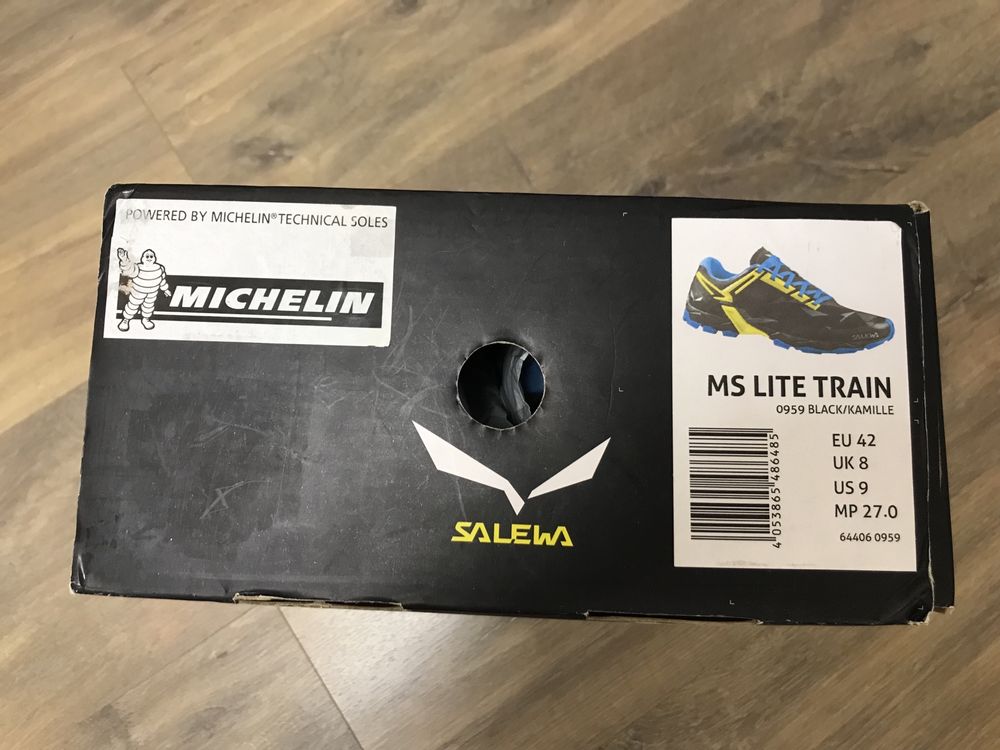 POWERED BY MICHELIN® TECHNICAL SOLES
MICHELIN
SALEWA
SALEWA
MS LITE TRAIN
0959 BLACK/KAMILLE
EU 42
UK 8
US 9
MP 27.0
4 053865 486485
64406 0959